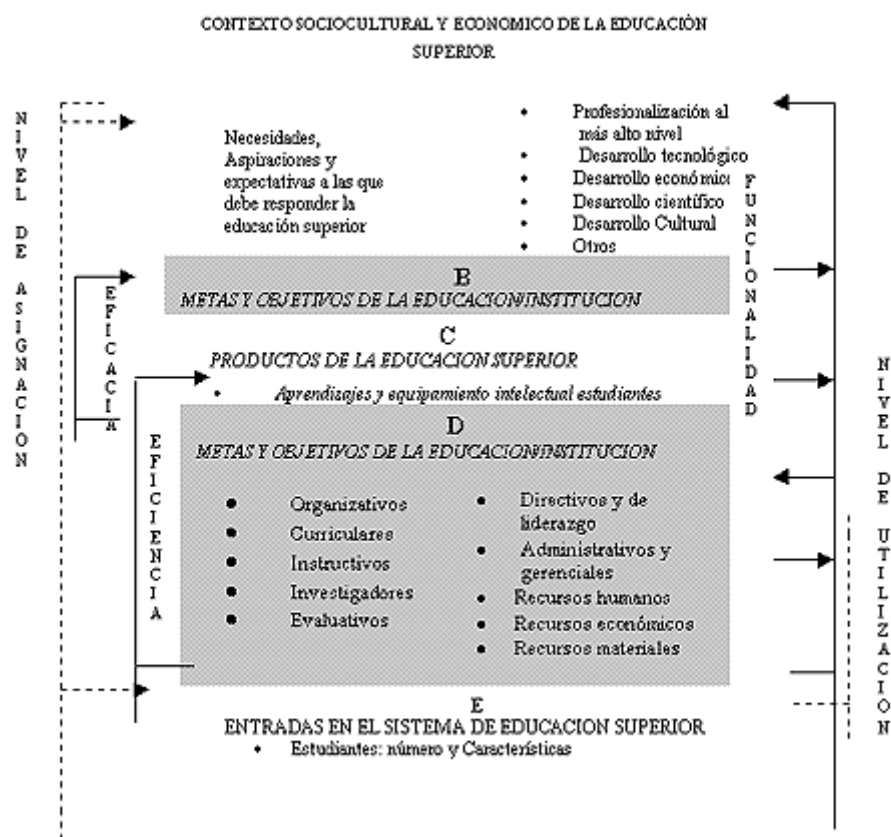 CONTEXTO SOCIOCULTURAL Y ECONOMICO DE LA EDUCACIÓN
SUPERIOR
NIVEL DE ASIGNACION
Necesidades,
Aspiraciones y
expectativas a las que
debe responder la
educación superior
• Profesionalización al
más alto nivel
• Desarrollo tecnológico
• Desarrollo económico
• Desarrollo científico
• Desarrollo Cultural
• Otros
FUNCIONALIDAD
EFICACIA
B
METAS Y OBJETIVOS DE LA EDUCACION/INSTITUCION
C
PRODUCTOS DE LA EDUCACION SUPERIOR
• Aprendizajes y equipamiento intelectual estudiantes
EFICIENCIA
D
METAS Y OBJETIVOS DE LA EDUCACION/INSTITUCION
• Organizativos
• Curriculares
• Instructivos
• Investigadores
• Evaluativos
• Directivos y de
liderazgo
• Administrativos y
gerenciales
• Recursos humanos
• Recursos económicos
• Recursos materiales
NIVEL DE UTILIZACION
E
ENTRADAS EN EL SISTEMA DE EDUCACION SUPERIOR
• Estudiantes: número y Características